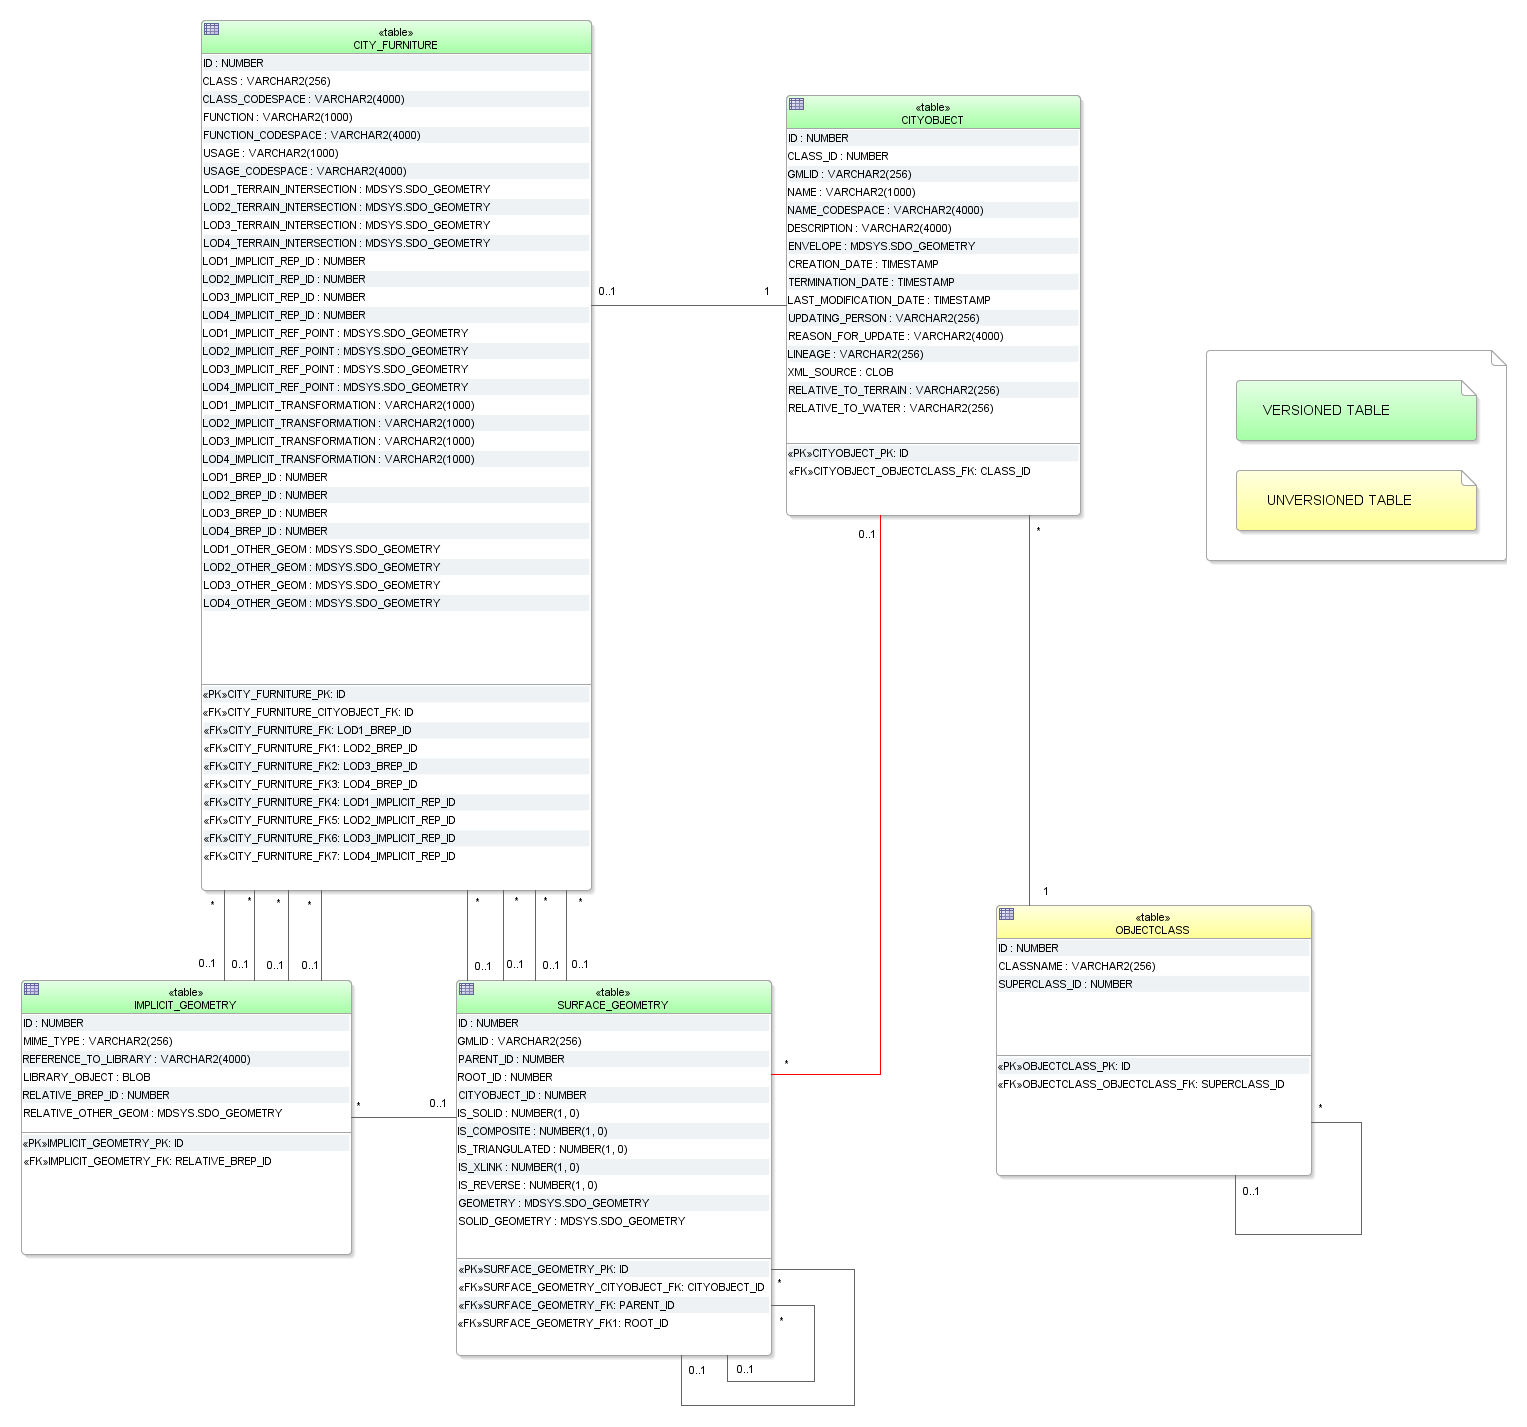 «table»
CITY_FURNITURE
ID : NUMBER
CLASS : VARCHAR2(256)
CLASS_CODESPACE : VARCHAR2(4000)
FUNCTION : VARCHAR2(1000)
FUNCTION_CODESPACE : VARCHAR2(4000)
USAGE : VARCHAR2(1000)
USAGE_CODESPACE : VARCHAR2(4000)
LOD1_TERRAIN_INTERSECTION : MDSYS.SDO_GEOMETRY
LOD2_TERRAIN_INTERSECTION : MDSYS.SDO_GEOMETRY
LOD3_TERRAIN_INTERSECTION : MDSYS.SDO_GEOMETRY
LOD4_TERRAIN_INTERSECTION : MDSYS.SDO_GEOMETRY
LOD1_IMPLICIT_REP_ID : NUMBER
LOD2_IMPLICIT_REP_ID : NUMBER
LOD3_IMPLICIT_REP_ID : NUMBER
LOD4_IMPLICIT_REP_ID : NUMBER
LOD1_IMPLICIT_REF_POINT : MDSYS.SDO_GEOMETRY
LOD2_IMPLICIT_REF_POINT : MDSYS.SDO_GEOMETRY
LOD3_IMPLICIT_REF_POINT : MDSYS.SDO_GEOMETRY
LOD4_IMPLICIT_REF_POINT : MDSYS.SDO_GEOMETRY
LOD1_IMPLICIT_TRANSFORMATION : VARCHAR2(1000)
LOD2_IMPLICIT_TRANSFORMATION : VARCHAR2(1000)
LOD3_IMPLICIT_TRANSFORMATION : VARCHAR2(1000)
LOD4_IMPLICIT_TRANSFORMATION : VARCHAR2(1000)
LOD1_BREP_ID : NUMBER
LOD2_BREP_ID : NUMBER
LOD3_BREP_ID : NUMBER
LOD4_BREP_ID : NUMBER
LOD1_OTHER_GEOM : MDSYS.SDO_GEOMETRY
LOD2_OTHER_GEOM : MDSYS.SDO_GEOMETRY
LOD3_OTHER_GEOM : MDSYS.SDO_GEOMETRY
LOD4_OTHER_GEOM : MDSYS.SDO_GEOMETRY
«PK»CITY_FURNITURE_PK: ID
«FK»CITY_FURNITURE_CITYOBJECT_FK: ID
«FK»CITY_FURNITURE_FK: LOD1_BREP_ID
«FK»CITY_FURNITURE_FK1: LOD2_BREP_ID
«FK»CITY_FURNITURE_FK2: LOD3_BREP_ID
«FK»CITY_FURNITURE_FK3: LOD4_BREP_ID
«FK»CITY_FURNITURE_FK4: LOD1_IMPLICIT_REP_ID
«FK»CITY_FURNITURE_FK5: LOD2_IMPLICIT_REP_ID
«FK»CITY_FURNITURE_FK6: LOD3_IMPLICIT_REP_ID
«FK»CITY_FURNITURE_FK7: LOD4_IMPLICIT_REP_ID
0..1 1
«table»
CITYOBJECT
ID : NUMBER
CLASS_ID : NUMBER
GMLID : VARCHAR2(256)
NAME : VARCHAR2(1000)
NAME_CODESPACE : VARCHAR2(4000)
DESCRIPTION : VARCHAR2(4000)
ENVELOPE : MDSYS.SDO_GEOMETRY
CREATION_DATE : TIMESTAMP
TERMINATION_DATE : TIMESTAMP
LAST_MODIFICATION_DATE : TIMESTAMP
UPDATING_PERSON : VARCHAR2(256)
REASON_FOR_UPDATE : VARCHAR2(4000)
LINEAGE : VARCHAR2(256)
XML_SOURCE : CLOB
RELATIVE_TO_TERRAIN : VARCHAR2(256)
RELATIVE_TO_WATER : VARCHAR2(256)
«PK»CITYOBJECT_PK: ID
«FK»CITYOBJECT_OBJECTCLASS_FK: CLASS_ID
0..1 *
VERSIONED TABLE
UNVERSIONED TABLE
* * * * * * * *
0..1 0..1 0..1 0..1 0..1 0..1 0..1 0..1
«table»
IMPLICIT_GEOMETRY
ID : NUMBER
MIME_TYPE : VARCHAR2(256)
REFERENCE_TO_LIBRARY : VARCHAR2(4000)
LIBRARY_OBJECT : BLOB
RELATIVE_BREP_ID : NUMBER
RELATIVE_OTHER_GEOM : MDSYS.SDO_GEOMETRY
«PK»IMPLICIT_GEOMETRY_PK: ID
«FK»IMPLICIT_GEOMETRY_FK: RELATIVE_BREP_ID
* 0..1
«table»
SURFACE_GEOMETRY
ID : NUMBER
GMLID : VARCHAR2(256)
PARENT_ID : NUMBER
ROOT_ID : NUMBER
CITYOBJECT_ID : NUMBER
IS_SOLID : NUMBER(1, 0)
IS_COMPOSITE : NUMBER(1, 0)
IS_TRIANGULATED : NUMBER(1, 0)
IS_XLINK : NUMBER(1, 0)
IS_REVERSE : NUMBER(1, 0)
GEOMETRY : MDSYS.SDO_GEOMETRY
SOLID_GEOMETRY : MDSYS.SDO_GEOMETRY
«PK»SURFACE_GEOMETRY_PK: ID
«FK»SURFACE_GEOMETRY_CITYOBJECT_FK: CITYOBJECT_ID
«FK»SURFACE_GEOMETRY_FK: PARENT_ID
«FK»SURFACE_GEOMETRY_FK1: ROOT_ID
*
*
*
0..1 0..1
1
«table»
OBJECTCLASS
ID : NUMBER
CLASSNAME : VARCHAR2(256)
SUPERCLASS_ID : NUMBER
«PK»OBJECTCLASS_PK: ID
«FK»OBJECTCLASS_OBJECTCLASS_FK: SUPERCLASS_ID
*
0..1